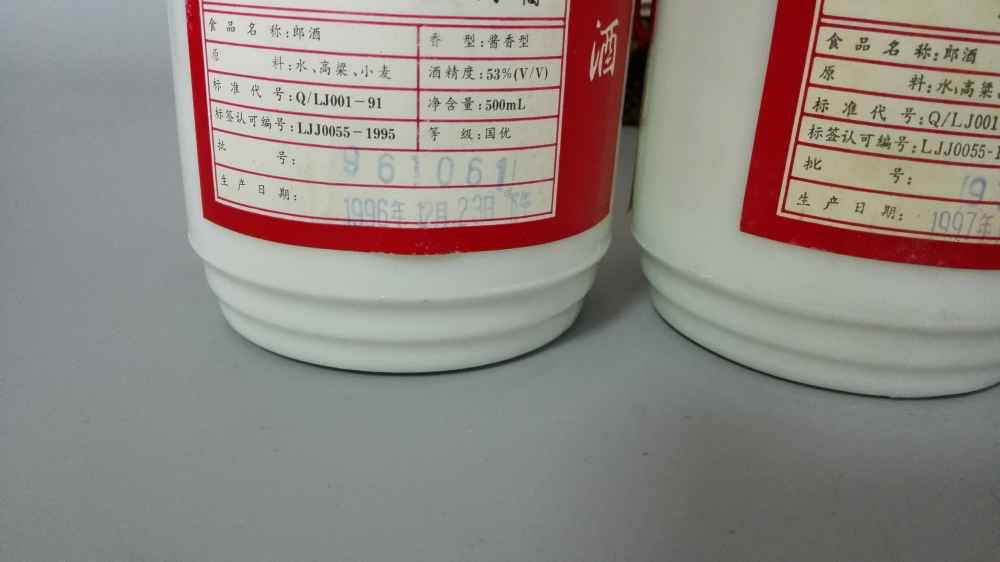 食品名称:郎酒 香型:酱香型
原料:水、高粱、小麦 酒精度:53%(V/V)
标准代号:Q/LJ001-91 净含量:500mL
标签认可编号:LJJ0055-1995 等级:国优
批号: 961061
生产日期: 1996年12月23日
酒
食品名称:郎酒
原料:水、高粱
标准代号:Q/LJ001
标签认可编号:LJJ0055-1
批号: 9
生产日期: 1997年